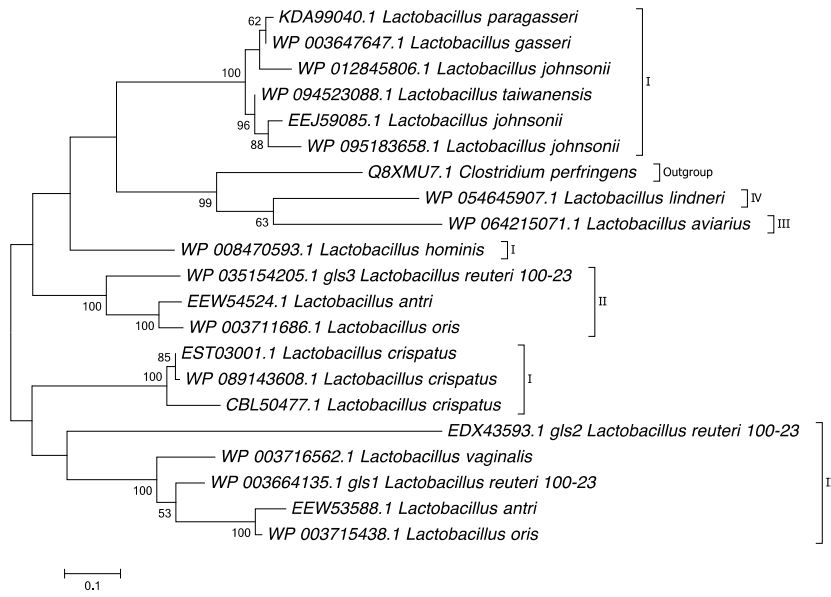 62
KDA99040.1 Lactobacillus paragasseri
WP 003647647.1 Lactobacillus gasseri
100
WP 012845806.1 Lactobacillus johnsonii
I
WP 094523088.1 Lactobacillus taiwanensis
96
EEJ59085.1 Lactobacillus johnsonii
88
WP 095183658.1 Lactobacillus johnsonii
Q8XMU7.1 Clostridium perfringens
Outgroup
99
WP 054645907.1 Lactobacillus lindneri
IV
63
WP 064215071.1 Lactobacillus aviarius
III
WP 008470593.1 Lactobacillus hominis
I
WP 035154205.1 gls3 Lactobacillus reuteri 100-23
100
EEW54524.1 Lactobacillus antri
II
100
WP 003711686.1 Lactobacillus oris
85
EST03001.1 Lactobacillus crispatus
100
WP 089143608.1 Lactobacillus crispatus
I
CBL50477.1 Lactobacillus crispatus
EDX43593.1 gls2 Lactobacillus reuteri 100-23
WP 003716562.1 Lactobacillus vaginalis
100
WP 003664135.1 gls1 Lactobacillus reuteri 100-23
I
53
EEW53588.1 Lactobacillus antri
100
WP 003715438.1 Lactobacillus oris
0.1